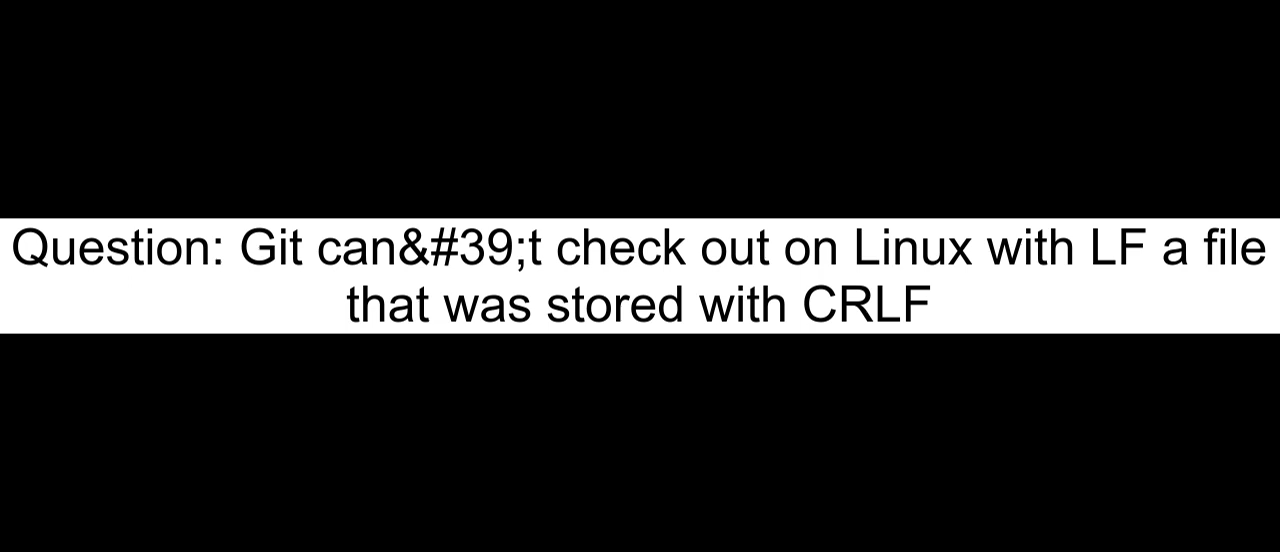 Question: Git can&#39;t check out on Linux with LF a file
that was stored with CRLF